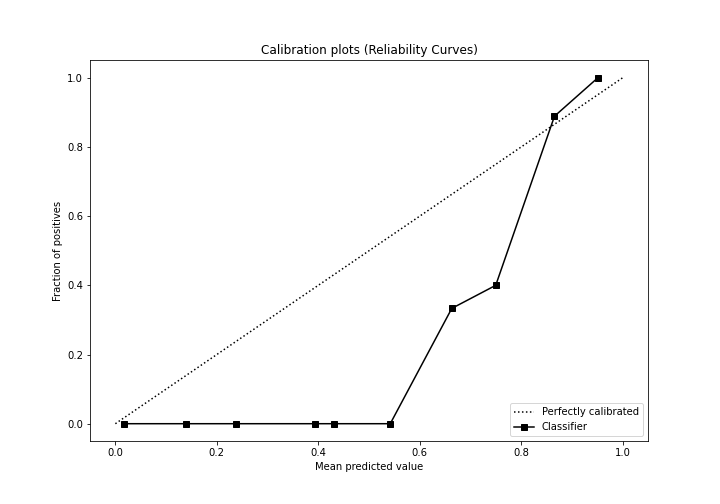 Calibration plots (Reliability Curves)
1.0
0.8
0.6
0.4
0.2
0.0
Fraction of positives
Perfectly calibrated
Classifier
0.0 0.2 0.4 0.6 0.8 1.0
Mean predicted value